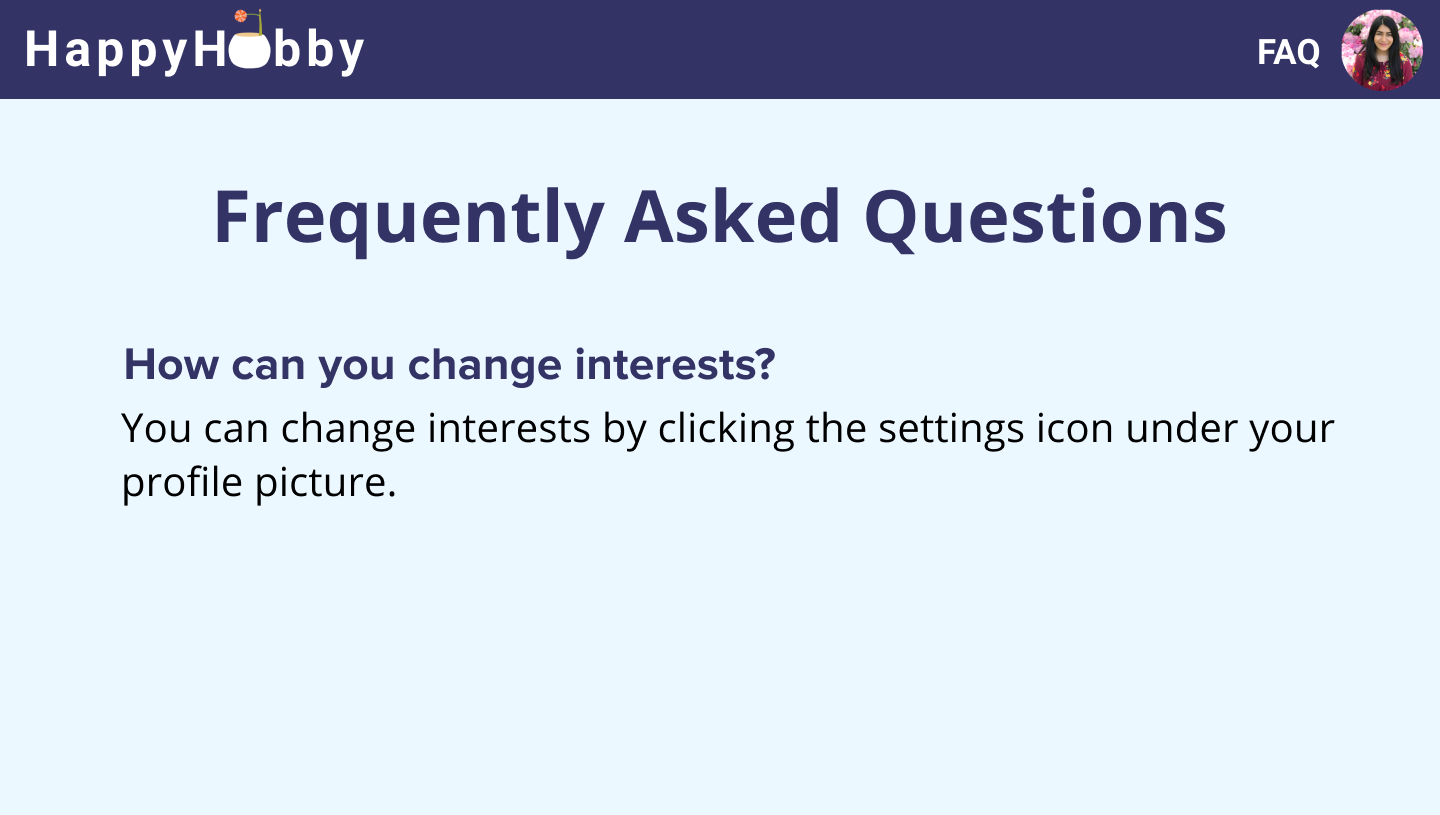 HappyHobby
FAQ
Frequently Asked Questions
How can you change interests?
You can change interests by clicking the settings icon under your
profile picture.